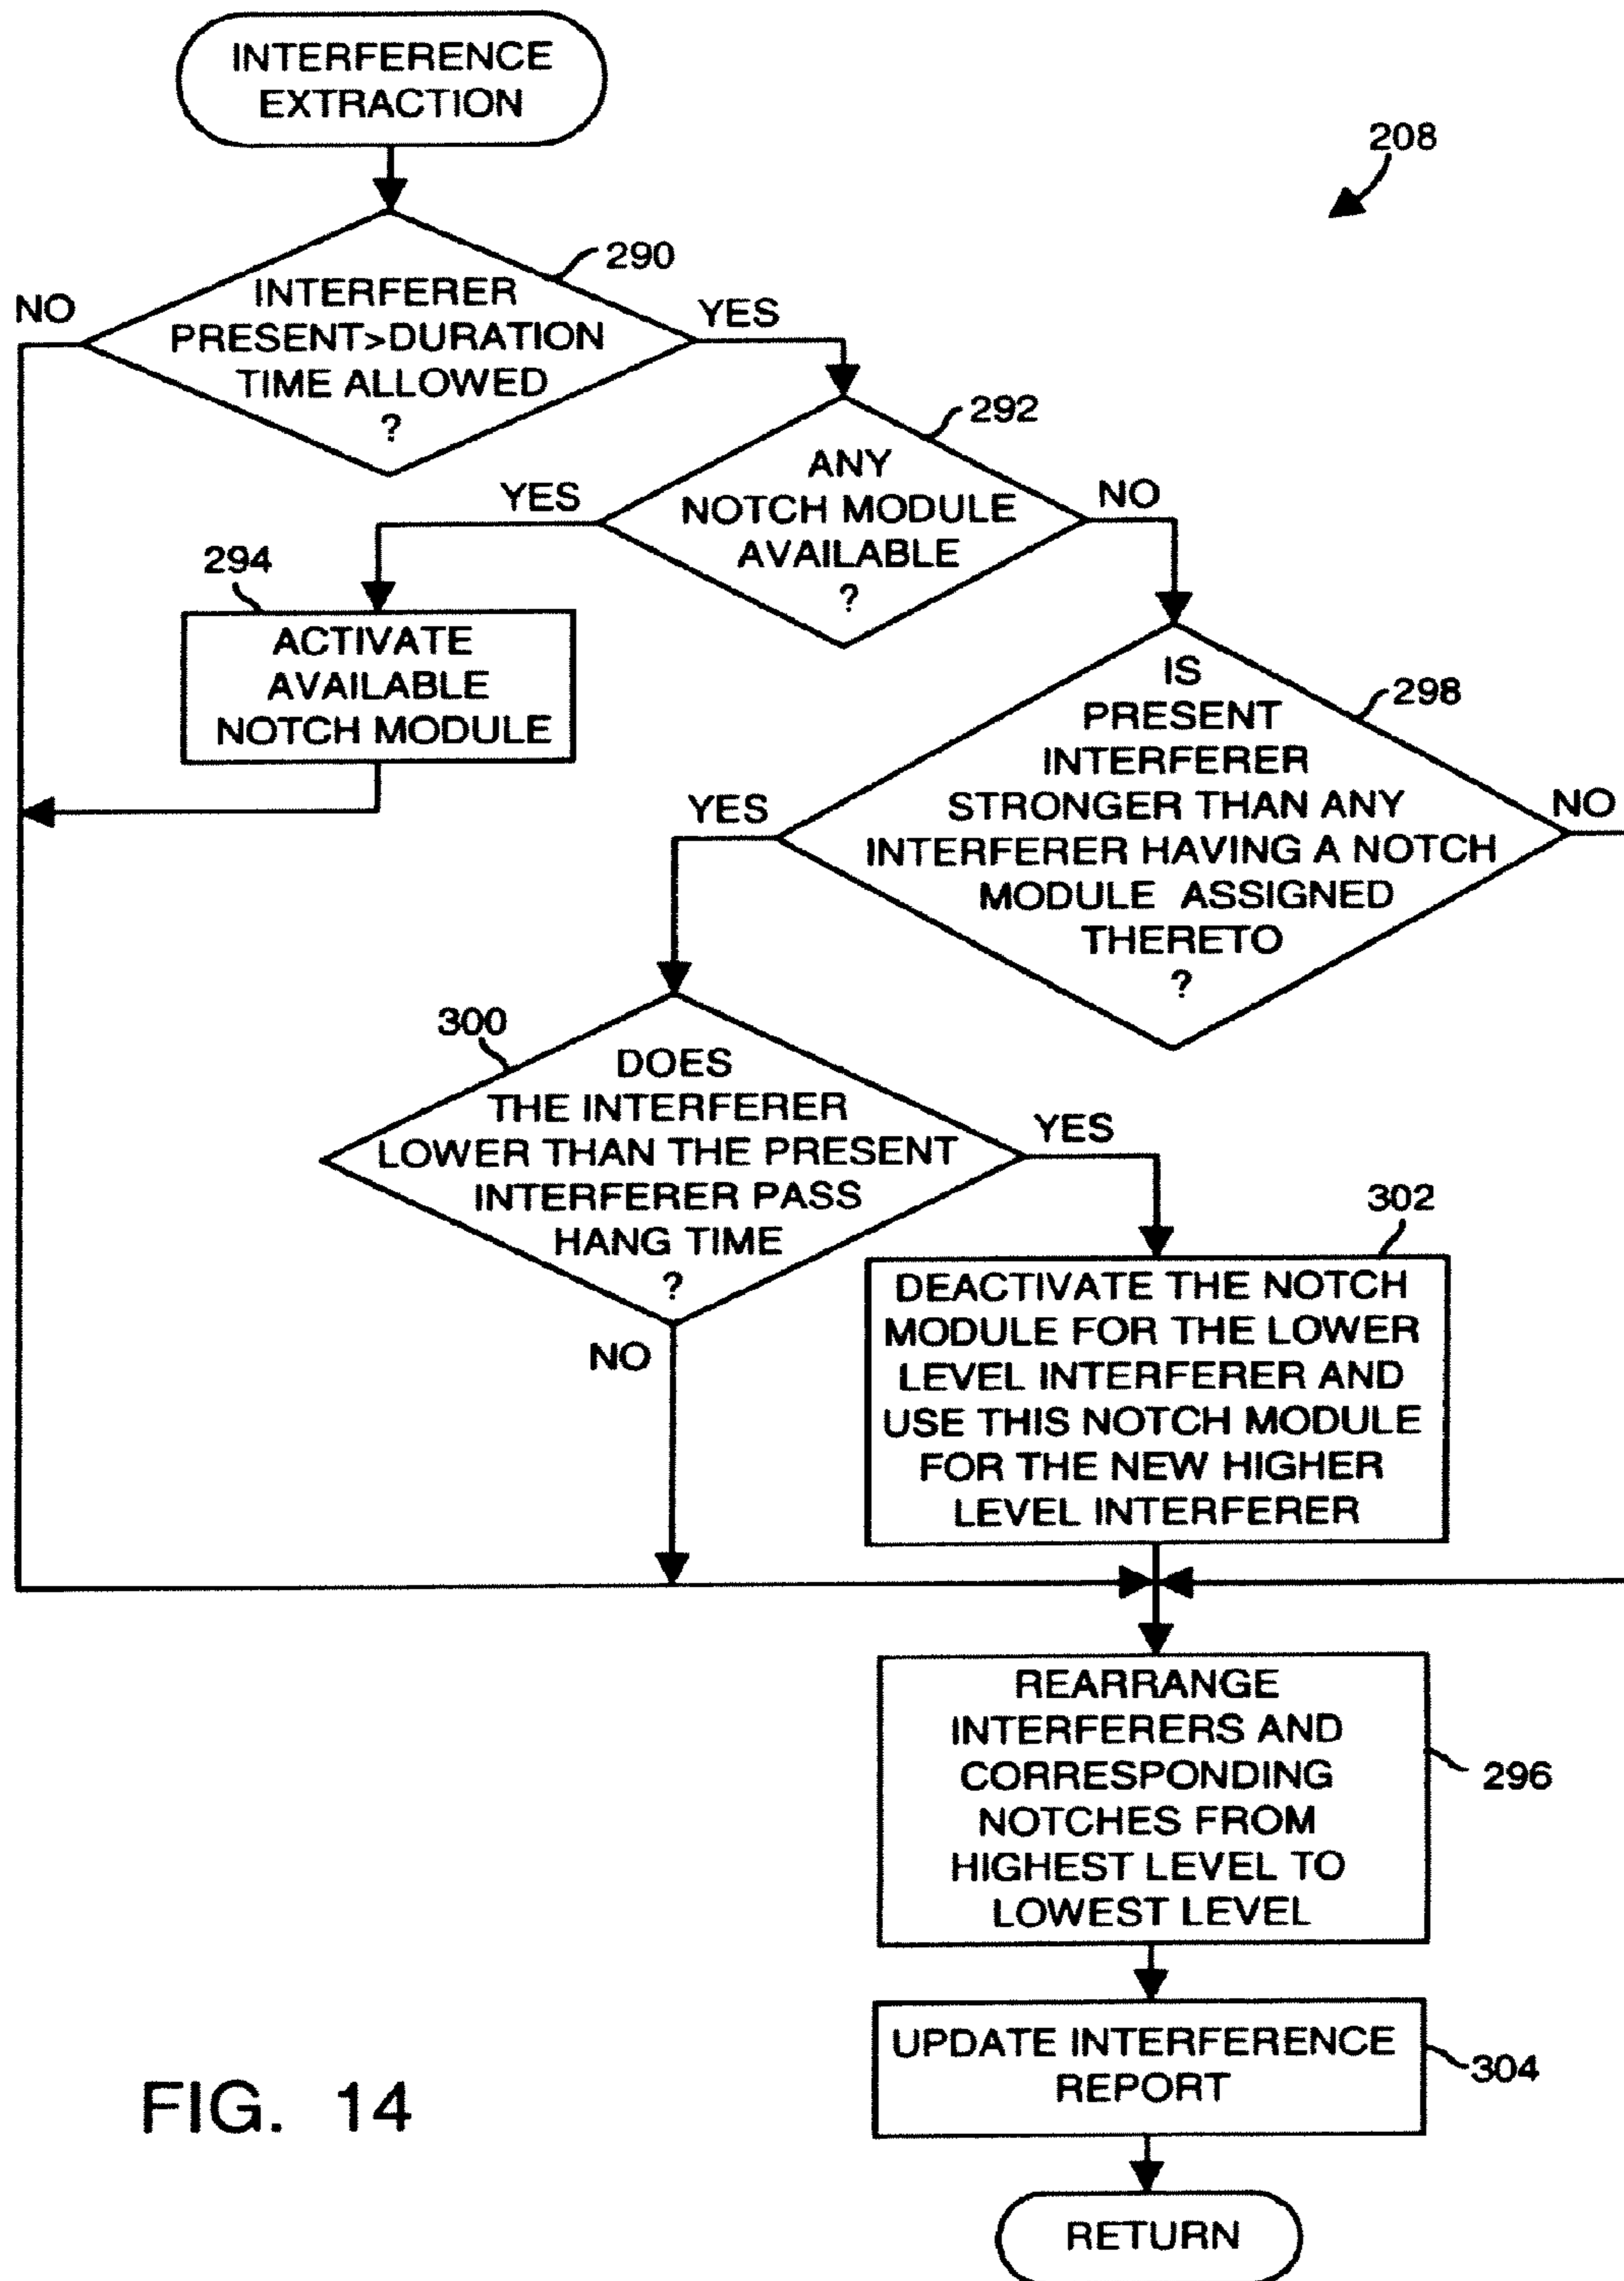 INTERFERENCE
EXTRACTION
208
290
INTERFERER
PRESENT>DURATION
TIME ALLOWED
?
NO
YES
292
ANY
NOTCH MODULE
AVAILABLE
?
YES
NO
294
ACTIVATE
AVAILABLE
NOTCH MODULE
298
IS
PRESENT
INTERFERER
STRONGER THAN ANY
INTERFERER HAVING A NOTCH
MODULE ASSIGNED
THERETO
?
YES
NO
300
DOES
THE INTERFERER
LOWER THAN THE PRESENT
INTERFERER PASS
HANG TIME
?
YES
NO
302
DEACTIVATE THE NOTCH
MODULE FOR THE LOWER
LEVEL INTERFERER AND
USE THIS NOTCH MODULE
FOR THE NEW HIGHER
LEVEL INTERFERER
REARRANGE
INTERFERERS AND
CORRESPONDING
NOTCHES FROM
HIGHEST LEVEL TO
LOWEST LEVEL
296
UPDATE INTERFERENCE
REPORT
304
RETURN
FIG. 14